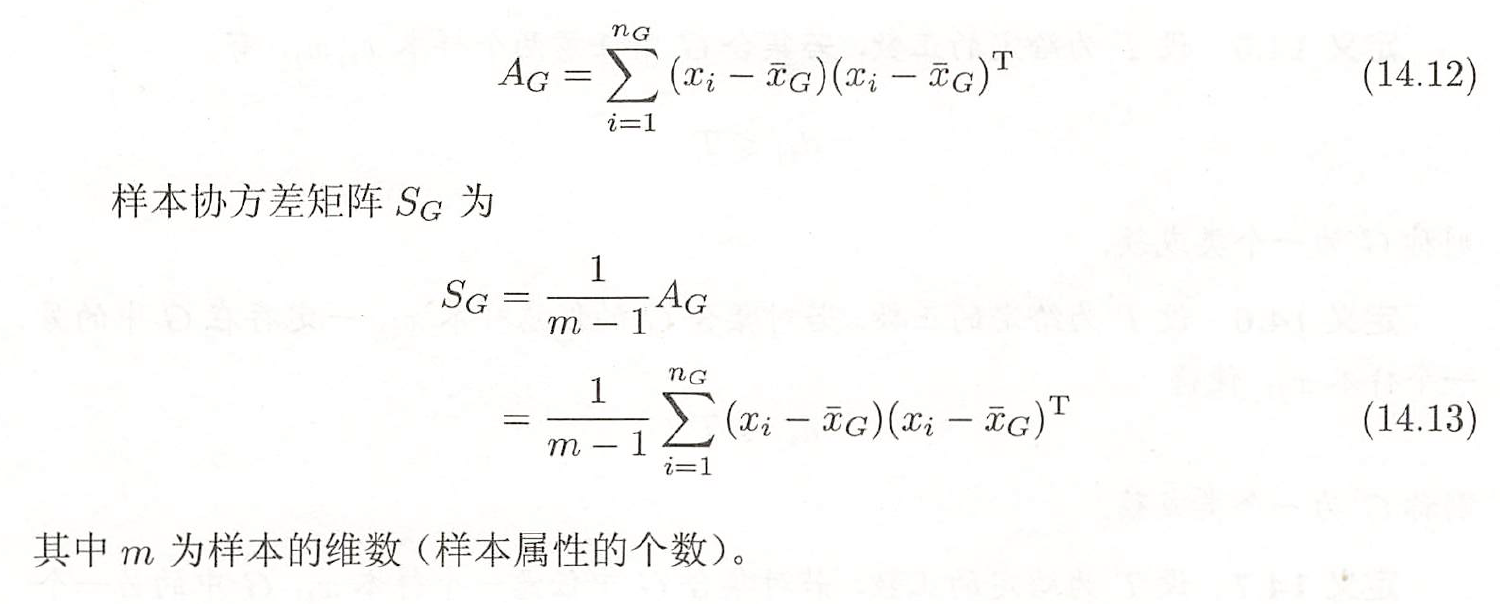 $A_G = \sum_{i=1}^{n_G} (x_i - \bar{x}_G)(x_i - \bar{x}_G)^{\mathrm{T}}$ (14.12)
样本协方差矩阵 $S_G$ 为
$S_G = \frac{1}{m-1} A_G$
$= \frac{1}{m-1} \sum_{i=1}^{n_G} (x_i - \bar{x}_G)(x_i - \bar{x}_G)^{\mathrm{T}}$ (14.13)
其中 $m$ 为样本的维数（样本属性的个数）。